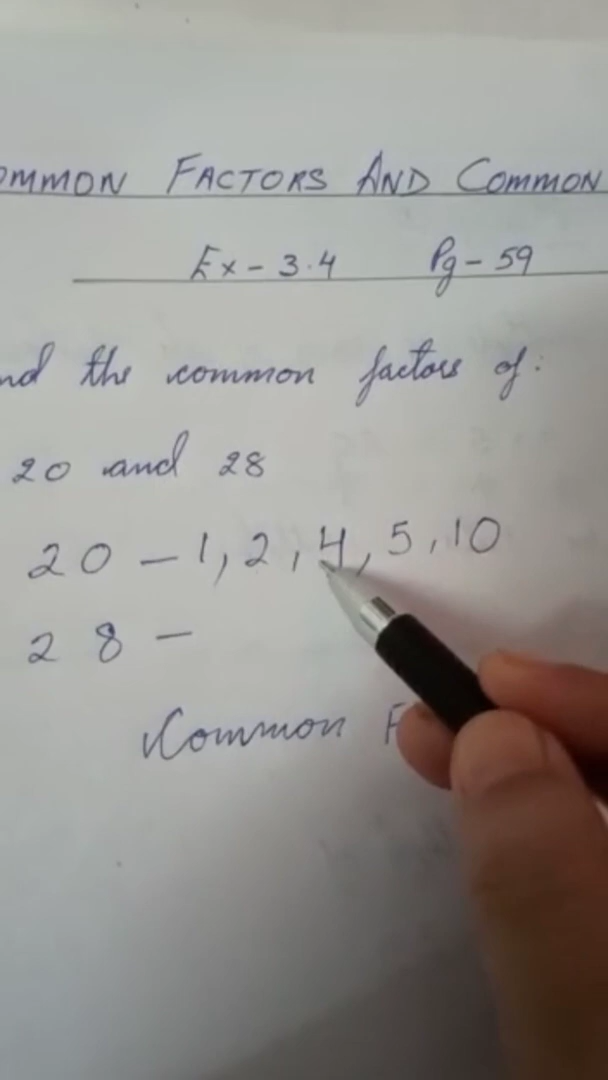 OMMON FACTORS AND COMMON
Ex - 3.4 Pg - 59
nd the common factors of:
20 and 28
20 - 1, 2, 4, 5, 10
28 -
Common F